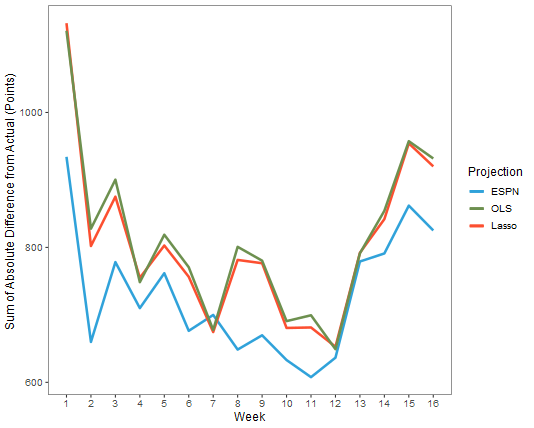 Sum of Absolute Difference from Actual (Points)
1000
800
600
1 2 3 4 5 6 7 8 9 10 11 12 13 14 15 16
Week
Projection
ESPN
OLS
Lasso